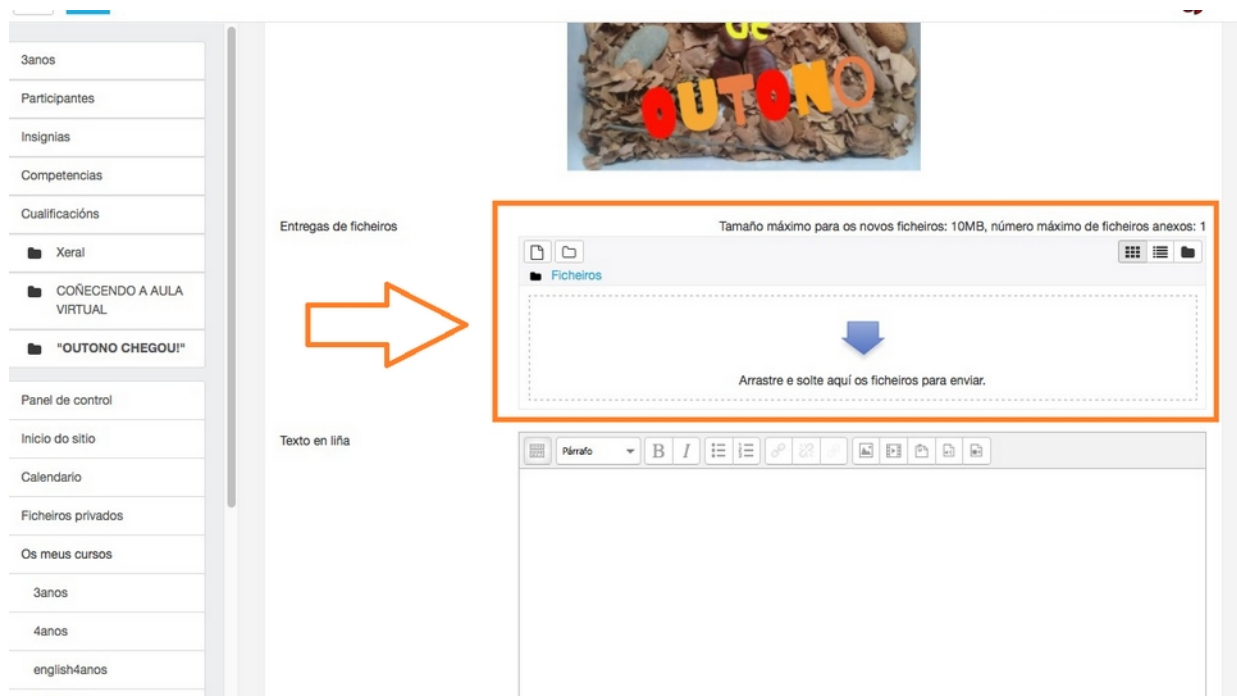 3anos
Participantes
Insignias
Competencias
Cualificacións
Xeral
COÑECENDO A AULA
VIRTUAL
"OUTONO CHEGOU!"
Panel de control
Inicio do sitio
Calendario
Ficheiros privados
Os meus cursos
3anos
4anos
english4anos
DE
OUTONO
Entregas de ficheiros
Tamaño máximo para os novos ficheiros: 10MB, número máximo de ficheiros anexos: 1
Ficheiros
Arrastre e solte aquí os ficheiros para enviar.
Texto en liña
Párrafo
B I